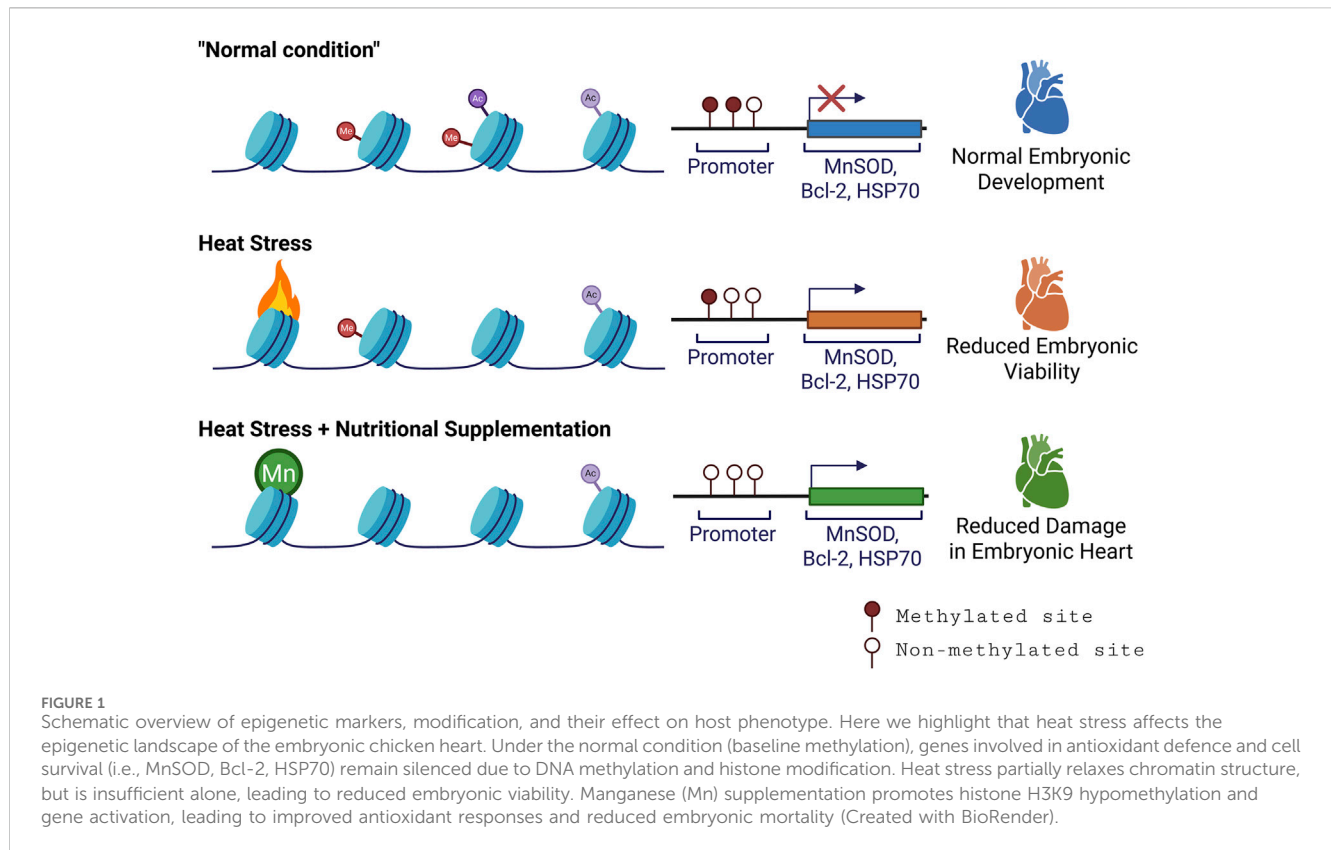 "Normal condition"
Ac
Ac
Me
Me
Promoter
MnSOD,
Bcl-2, HSP70
Normal Embryonic
Development
Heat Stress
Ac
Me
Promoter
MnSOD,
Bcl-2, HSP70
Reduced Embryonic
Viability
Heat Stress + Nutritional Supplementation
Mn
Ac
Promoter
MnSOD,
Bcl-2, HSP70
Reduced Damage
in Embryonic Heart
Methylated site
Non-methylated site
FIGURE 1
Schematic overview of epigenetic markers, modification, and their effect on host phenotype. Here we highlight that heat stress affects the
epigenetic landscape of the embryonic chicken heart. Under the normal condition (baseline methylation), genes involved in antioxidant defence and cell
survival (i.e., MnSOD, Bcl-2, HSP70) remain silenced due to DNA methylation and histone modification. Heat stress partially relaxes chromatin structure,
but is insufficient alone, leading to reduced embryonic viability. Manganese (Mn) supplementation promotes histone H3K9 hypomethylation and
gene activation, leading to improved antioxidant responses and reduced embryonic mortality (Created with BioRender).